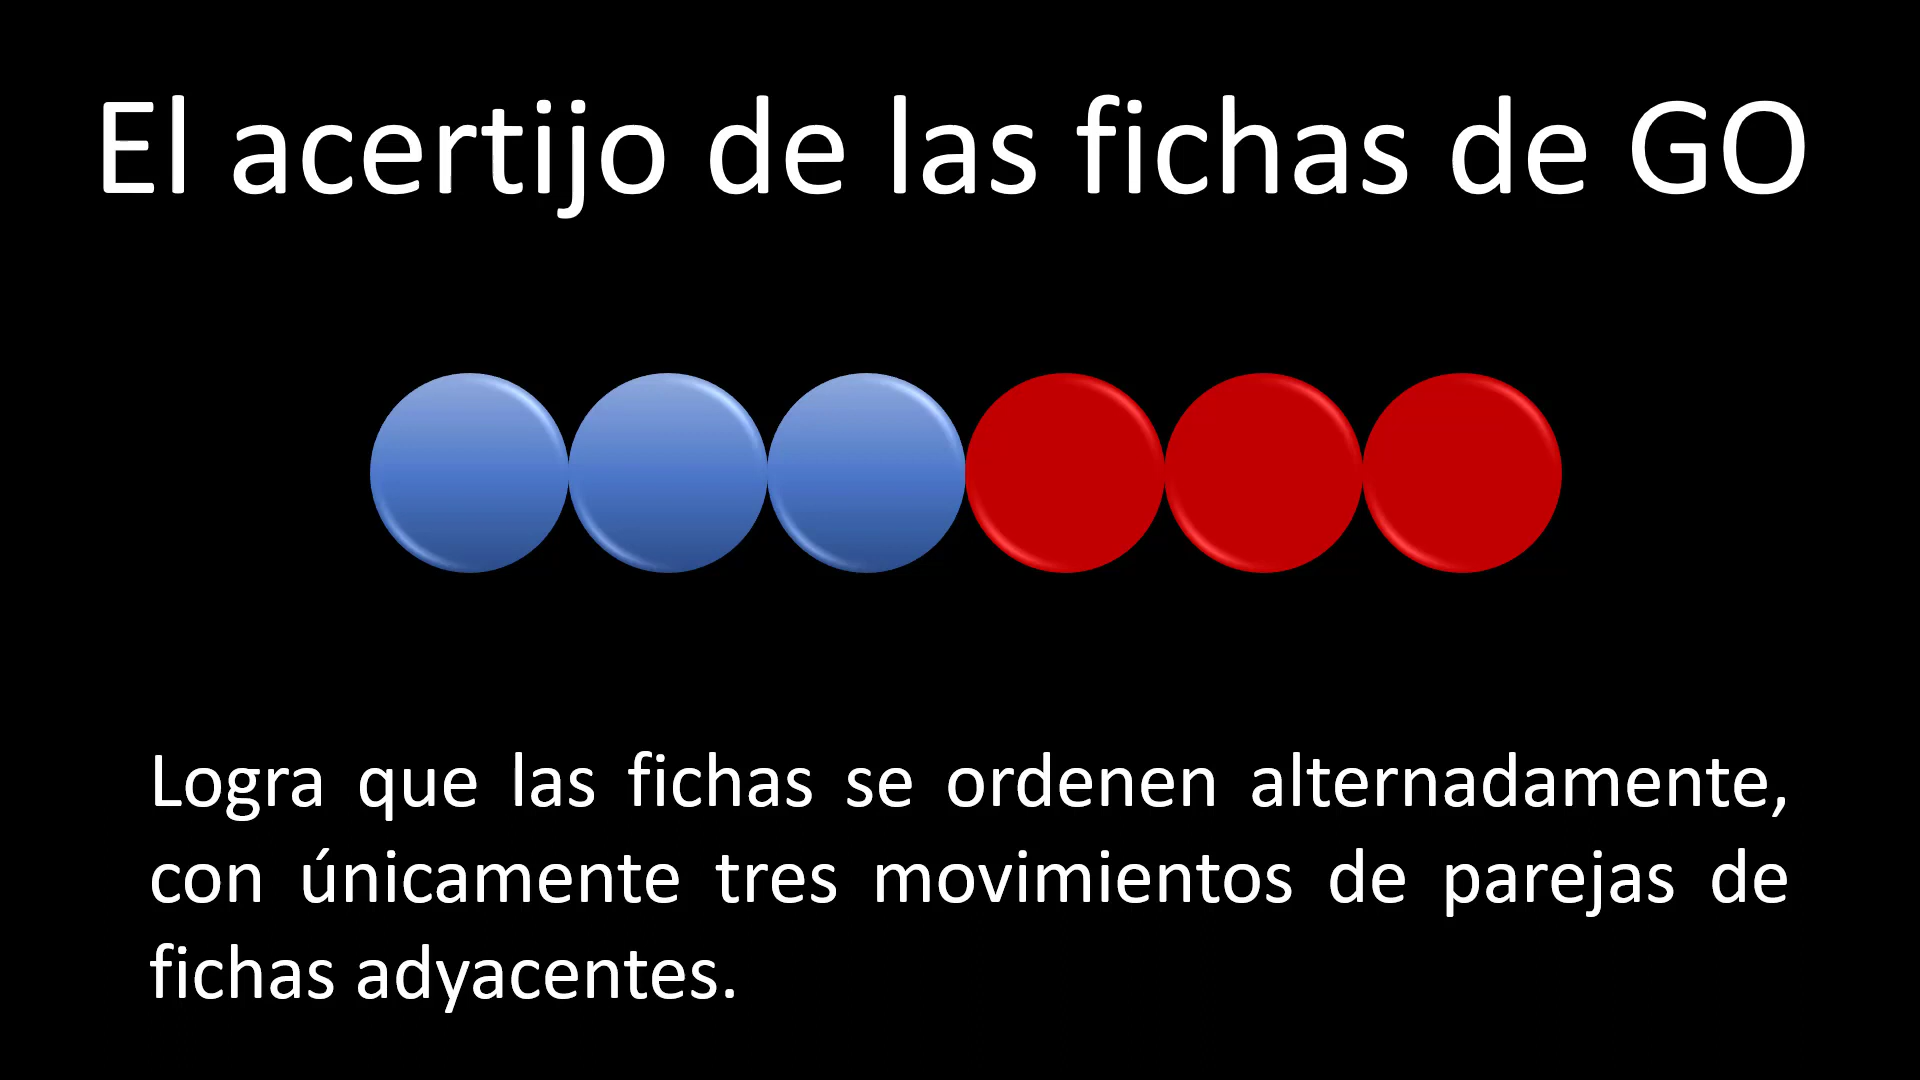 El acertijo de las fichas de GO
Logra que las fichas se ordenen alternadamente,
con únicamente tres movimientos de parejas de
fichas adyacentes.